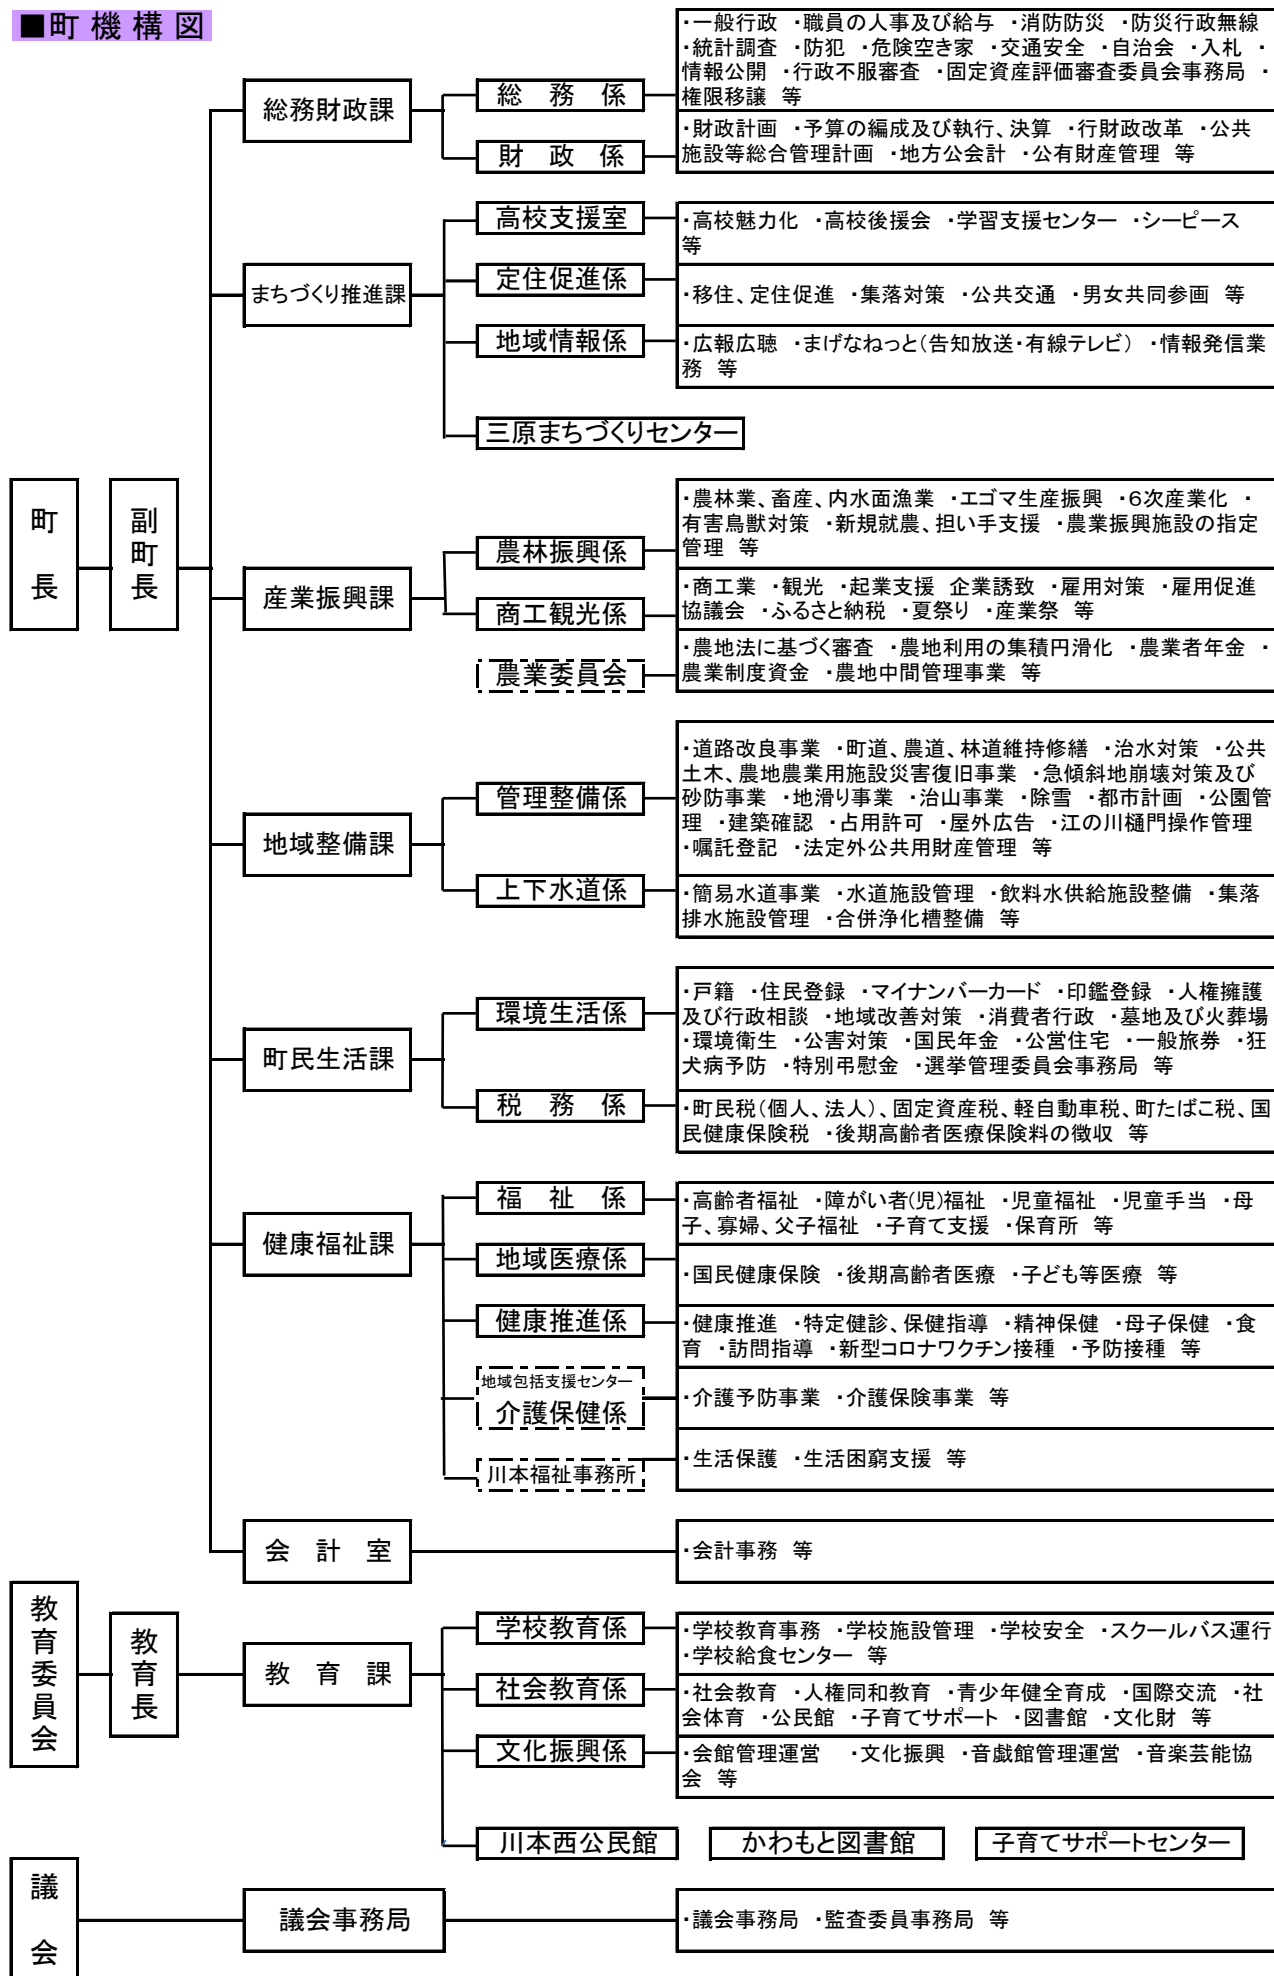 ■町機構図
総務財政課
総務係
・一般行政 ・職員の人事及び給与 ・消防防災 ・防災行政無線
・統計調査 ・防犯 ・危険空き家 ・交通安全 ・自治会 ・入札 ・
情報公開 ・行政不服審査 ・固定資産評価審査委員会事務局 ・
権限移譲 等
財政係
・財政計画 ・予算の編成及び執行、決算 ・行財政改革 ・公共
施設等総合管理計画 ・地方公会計 ・公有財産管理 等
まちづくり推進課
高校支援室
・高校魅力化 ・高校後援会 ・学習支援センター ・シーピース
等
定住促進係
・移住、定住促進 ・集落対策 ・公共交通 ・男女共同参画 等
地域情報係
・広報広聴 ・まげなねっと(告知放送・有線テレビ) ・情報発信業
務 等
三原まちづくりセンター
町長
副町長
産業振興課
農林振興係
・農林業、畜産、内水面漁業 ・エゴマ生産振興 ・6次産業化 ・
有害鳥獣対策 ・新規就農、担い手支援 ・農業振興施設の指定
管理 等
商工観光係
・商工業 ・観光 ・起業支援 企業誘致 ・雇用対策 ・雇用促進
協議会 ・ふるさと納税 ・夏祭り ・産業祭 等
農業委員会
・農地法に基づく審査 ・農地利用の集積円滑化 ・農業者年金 ・
農業制度資金 ・農地中間管理事業 等
地域整備課
管理整備係
・道路改良事業 ・町道、農道、林道維持修繕 ・治水対策 ・公共
土木、農地農業用施設災害復旧事業 ・急傾斜地崩壊対策及び
砂防事業 ・地滑り事業 ・治山事業 ・除雪 ・都市計画 ・公園管
理 ・建築確認 ・占用許可 ・屋外広告 ・江の川樋門操作管理
・嘱託登記 ・法定外公共用財産管理 等
上下水道係
・簡易水道事業 ・水道施設管理 ・飲料水供給施設整備 ・集落
排水施設管理 ・合併浄化槽整備 等
町民生活課
環境生活係
・戸籍 ・住民登録 ・マイナンバーカード ・印鑑登録 ・人権擁護
及び行政相談 ・地域改善対策 ・消費者行政 ・墓地及び火葬場
・環境衛生 ・公害対策 ・国民年金 ・公営住宅 ・一般旅券 ・狂
犬病予防 ・特別弔慰金 ・選挙管理委員会事務局 等
税務係
・町民税(個人、法人)、固定資産税、軽自動車税、町たばこ税、国
民健康保険税 ・後期高齢者医療保険料の徴収 等
健康福祉課
福祉係
・高齢者福祉 ・障がい者(児)福祉 ・児童福祉 ・児童手当 ・母
子、寡婦、父子福祉 ・子育て支援 ・保育所 等
地域医療係
・国民健康保険 ・後期高齢者医療 ・子ども等医療 等
健康推進係
・健康推進 ・特定健診、保健指導 ・精神保健 ・母子保健 ・食
育 ・訪問指導 ・新型コロナワクチン接種 ・予防接種 等
地域包括支援センター
介護保健係
・介護予防事業 ・介護保険事業 等
川本福祉事務所
・生活保護 ・生活困窮支援 等
会計室
・会計事務 等
教育委員会
教育長
教育課
学校教育係
・学校教育事務 ・学校施設管理 ・学校安全 ・スクールバス運行
・学校給食センター 等
社会教育係
・社会教育 ・人権同和教育 ・青少年健全育成 ・国際交流 ・社
会体育 ・公民館 ・子育てサポート ・図書館 ・文化財 等
文化振興係
・会館管理運営 ・文化振興 ・音戯館管理運営 ・音楽芸能協
会 等
川本西公民館 かわもと図書館 子育てサポートセンター
議会
議会事務局
・議会事務局 ・監査委員事務局 等